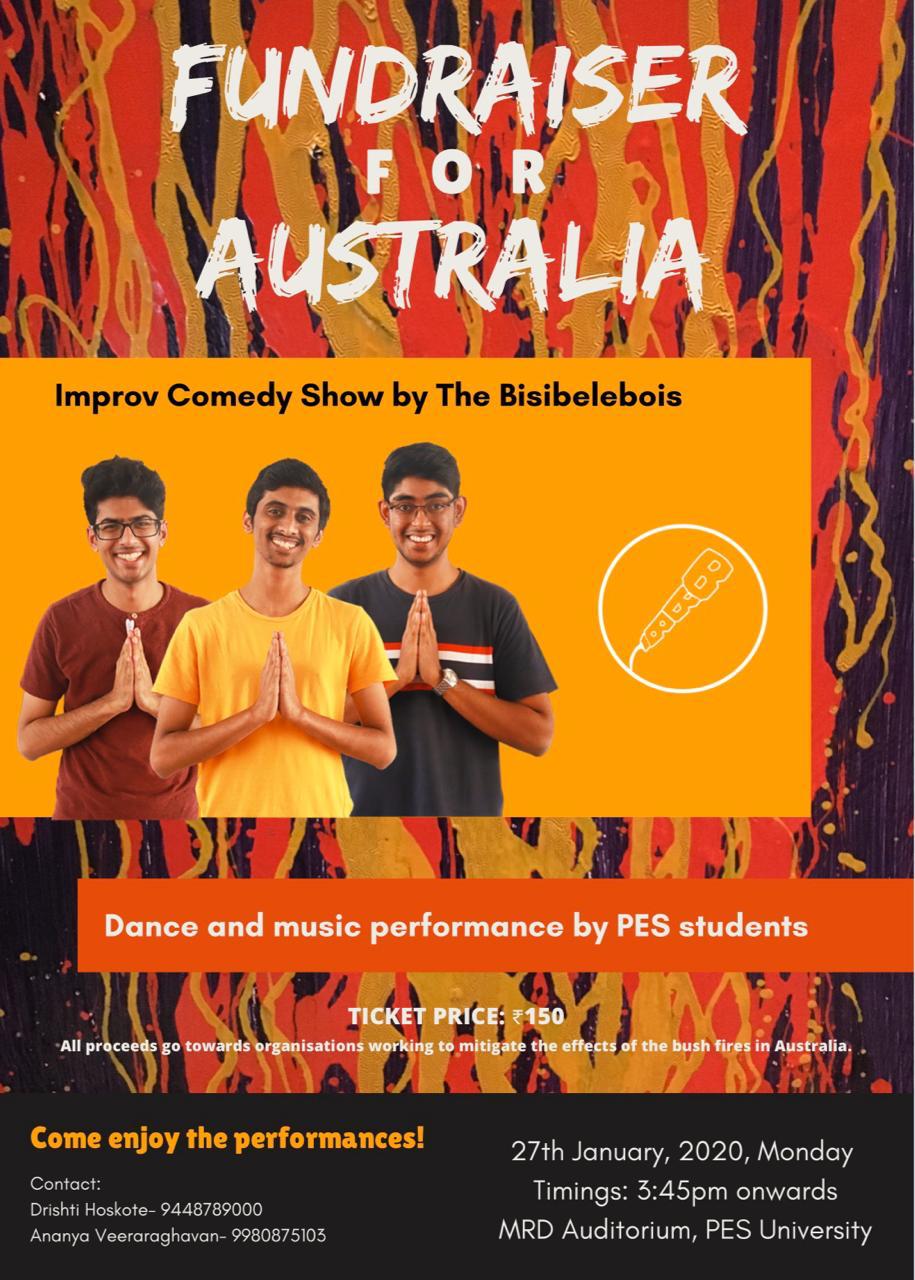 FUNDRAISER
FOR
AUSTRALIA
Improv Comedy Show by The Bisibelebois
Dance and music performance by PES students
TICKET PRICE: ₹150
All proceeds go towards organisations working to mitigate the effects of the bush fires in Australia.
Come enjoy the performances!
Contact:
Drishti Hoskote- 9448789000
Ananya Veeraraghavan- 9980875103
27th January, 2020, Monday
Timings: 3:45pm onwards
MRD Auditorium, PES University